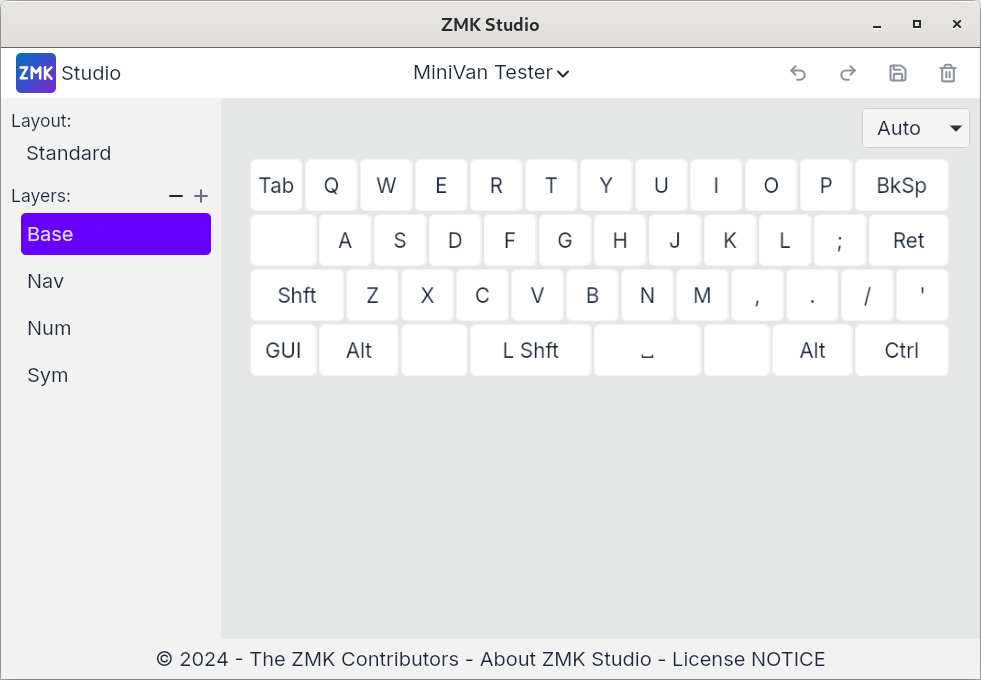 ZMK Studio
ZMK Studio
MiniVan Tester
Layout:
Standard
Layers:
Base
Nav
Num
Sym
Auto
Tab Q W E R T Y U I O P BkSp
A S D F G H J K L ; Ret
Shft Z X C V B N M , . / '
GUI Alt L Shft ⎵ Alt Ctrl
© 2024 - The ZMK Contributors - About ZMK Studio - License NOTICE